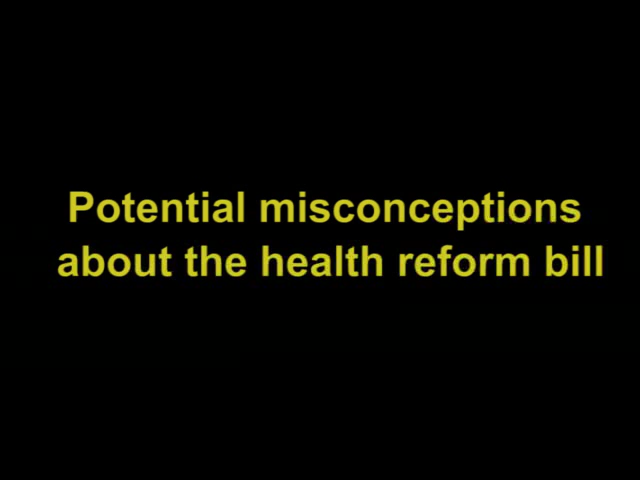 Potential misconceptions
about the health reform bill